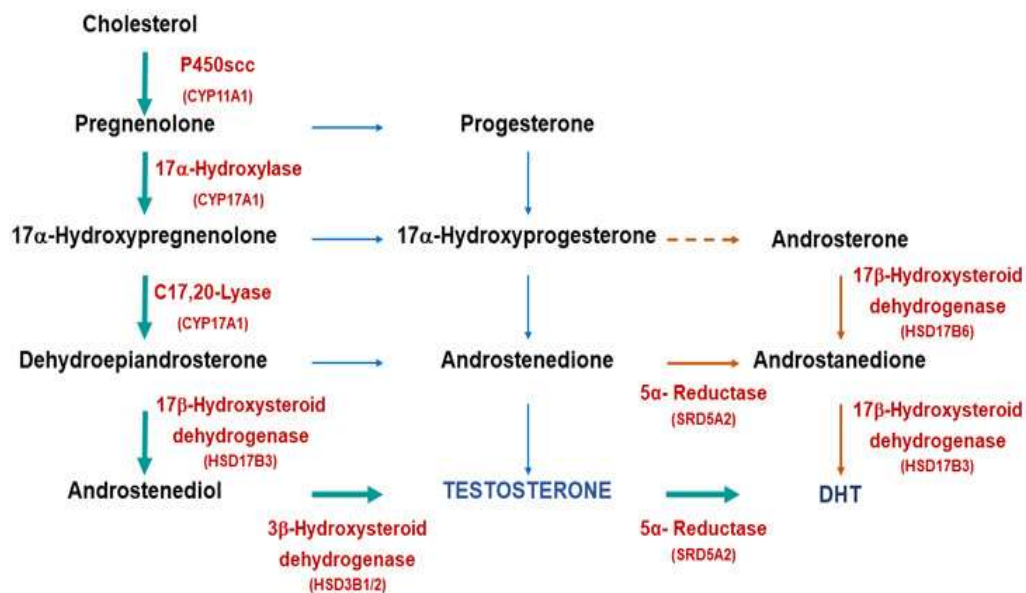 Cholesterol
P450scc
(CYP11A1)
Pregnenolone
Progesterone
17α-Hydroxylase
(CYP17A1)
17α-Hydroxypregnenolone
17α-Hydroxyprogesterone
Androsterone
C17,20-Lyase
(CYP17A1)
17β-Hydroxysteroid
dehydrogenase
(HSD17B6)
Dehydroepiandrosterone
Androstenedione
Androstanedione
5α- Reductase
(SRD5A2)
17β-Hydroxysteroid
dehydrogenase
(HSD17B3)
17β-Hydroxysteroid
dehydrogenase
(HSD17B3)
Androstenediol
TESTOSTERONE
DHT
3β-Hydroxysteroid
dehydrogenase
(HSD3B1/2)
5α- Reductase
(SRD5A2)